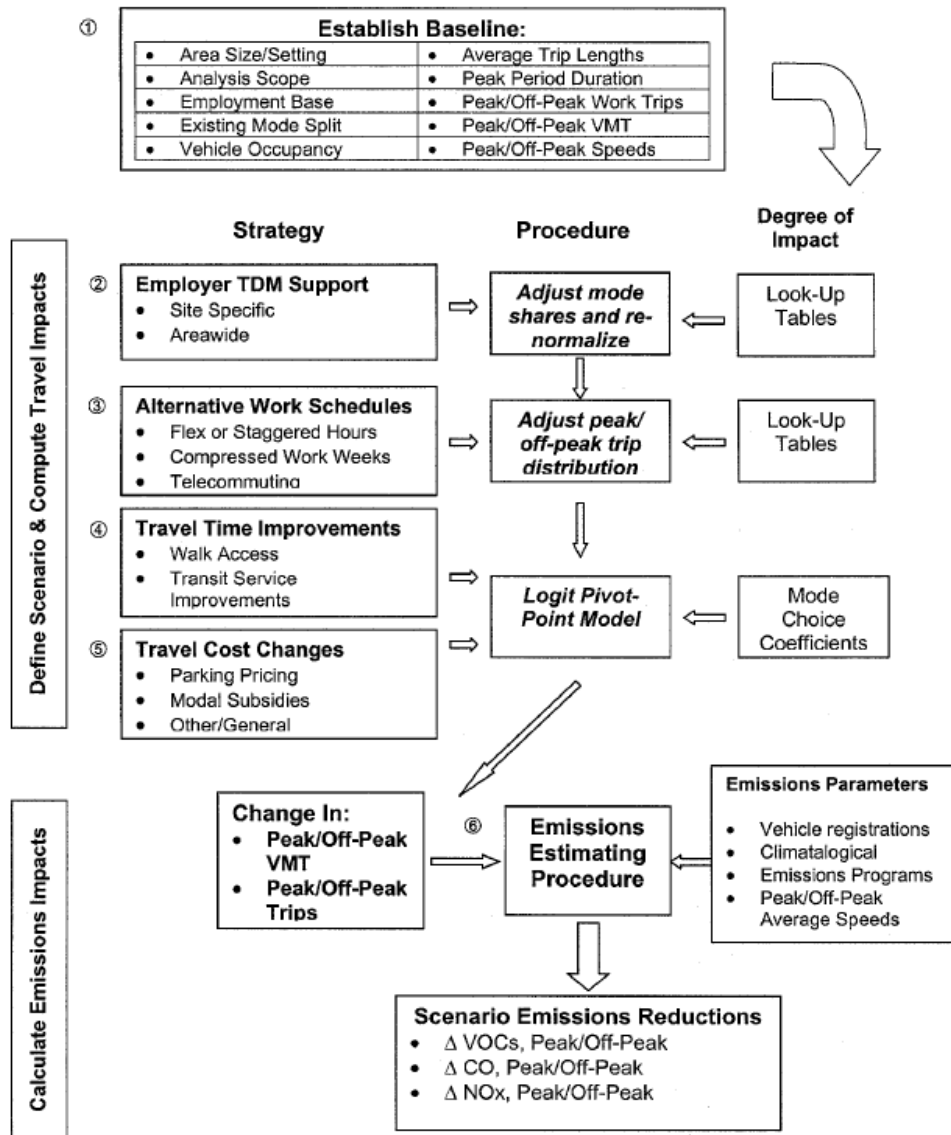 ①
Establish Baseline:
• Area Size/Setting
• Average Trip Lengths
• Analysis Scope
• Peak Period Duration
• Employment Base
• Peak/Off-Peak Work Trips
• Existing Mode Split
• Peak/Off-Peak VMT
• Vehicle Occupancy
• Peak/Off-Peak Speeds
Define Scenario & Compute Travel Impacts
Strategy
Procedure
Degree of
Impact
②
Employer TDM Support
• Site Specific
• Areawide
Adjust mode
shares and re-
normalize
Look-Up
Tables
③
Alternative Work Schedules
• Flex or Staggered Hours
• Compressed Work Weeks
• Telecommuting
Adjust peak/
off-peak trip
distribution
Look-Up
Tables
④
Travel Time Improvements
• Walk Access
• Transit Service
Improvements
⑤
Travel Cost Changes
• Parking Pricing
• Modal Subsidies
• Other/General
Logit Pivot-
Point Model
Mode
Choice
Coefficients
Calculate Emissions Impacts
Change In:
• Peak/Off-Peak
VMT
• Peak/Off-Peak
Trips
⑥
Emissions
Estimating
Procedure
Emissions Parameters
• Vehicle registrations
• Climatalogical
• Emissions Programs
• Peak/Off-Peak
Average Speeds
Scenario Emissions Reductions
• Δ VOCs, Peak/Off-Peak
• Δ CO, Peak/Off-Peak
• Δ NOx, Peak/Off-Peak